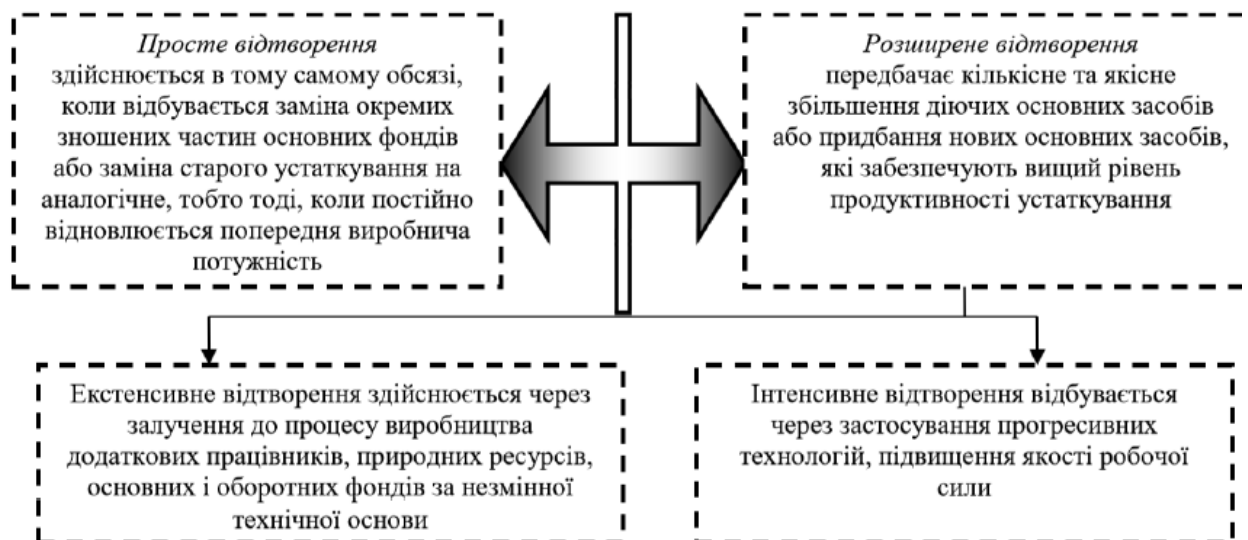 Просте відтворення
здійснюється в тому самому обсязі,
коли відбувається заміна окремих
зношених частин основних фондів
або заміна старого устаткування на
аналогічне, тобто тоді, коли постійно
відновлюється попередня виробнича
потужність
Розширене відтворення
передбачає кількісне та якісне
збільшення діючих основних засобів
або придбання нових основних засобів,
які забезпечують вищий рівень
продуктивності устаткування
Екстенсивне відтворення здійснюється через
залучення до процесу виробництва
додаткових працівників, природних ресурсів,
основних і оборотних фондів за незмінної
технічної основи
Інтенсивне відтворення відбувається
через застосування прогресивних
технологій, підвищення якості робочої
сили